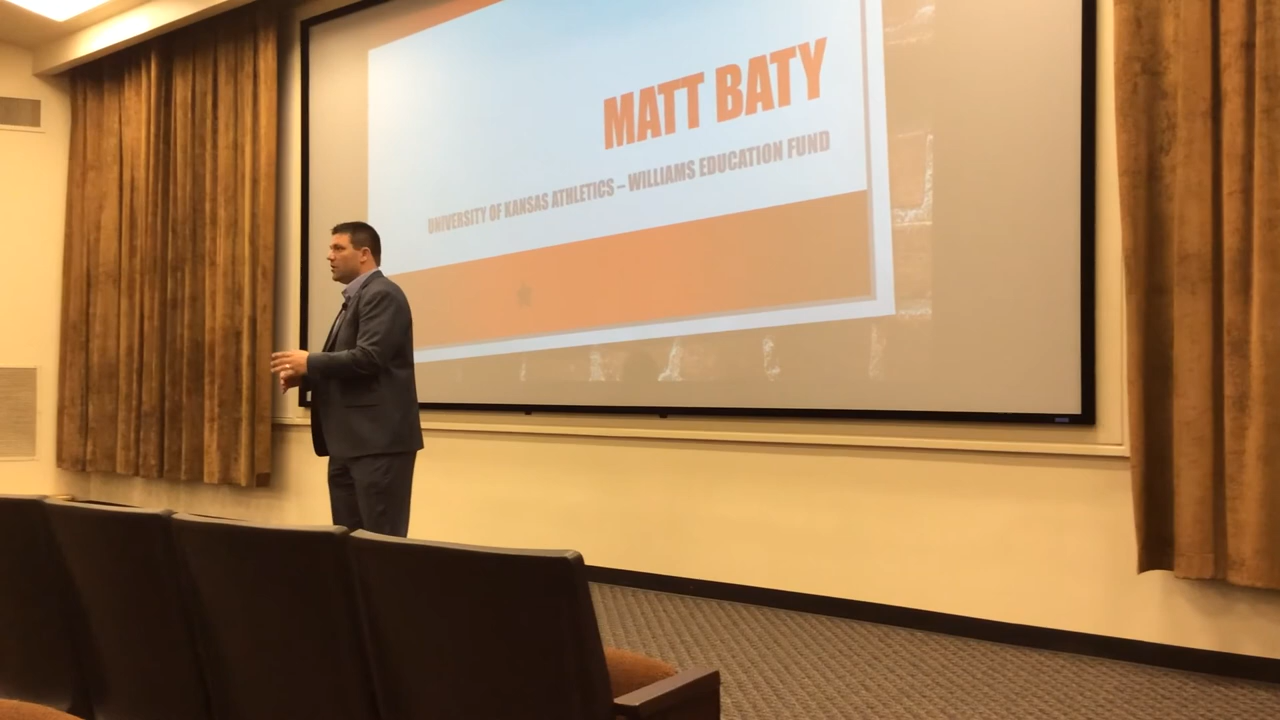 MATT BATY
UNIVERSITY OF KANSAS ATHLETICS – WILLIAMS EDUCATION FUND